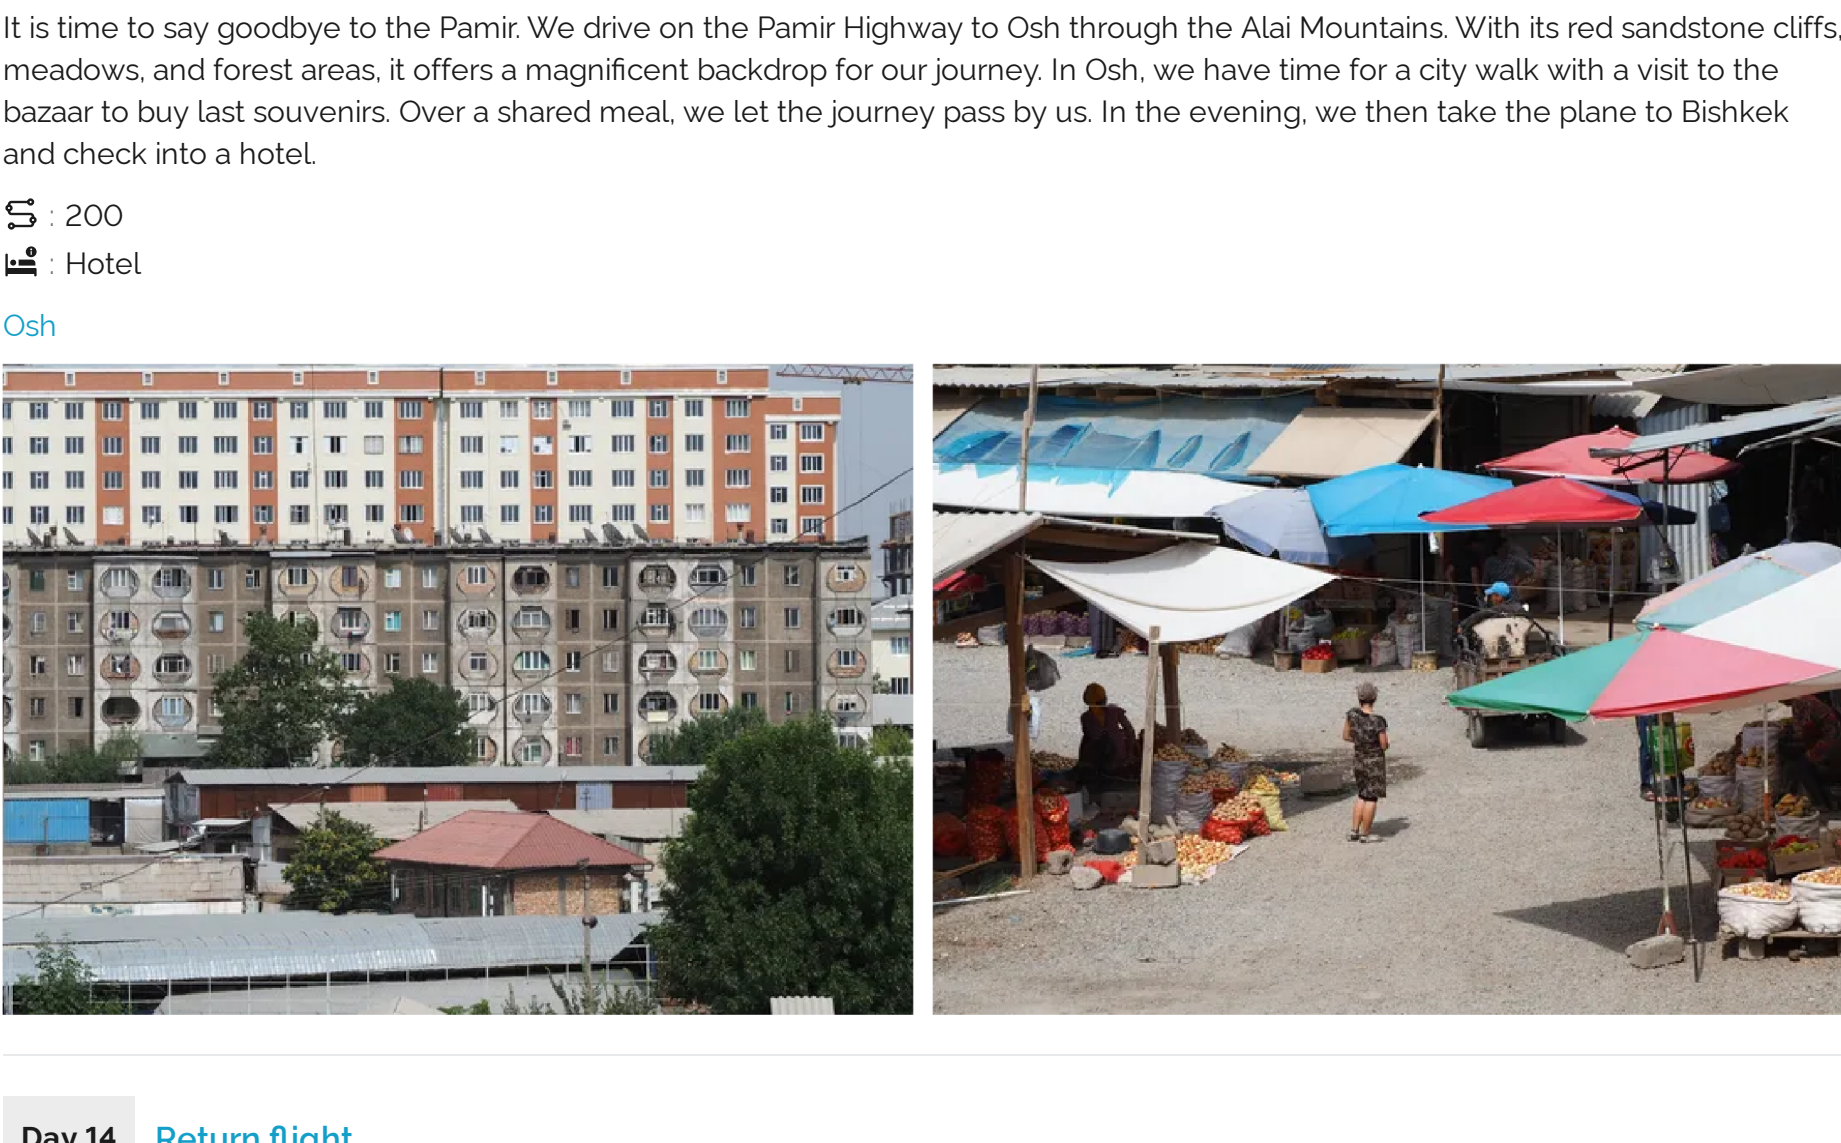 It is time to say goodbye to the Pamir. We drive on the Pamir Highway to Osh through the Alai Mountains. With its red sandstone cliffs,
meadows, and forest areas, it offers a magnificent backdrop for our journey. In Osh, we have time for a city walk with a visit to the
bazaar to buy last souvenirs. Over a shared meal, we let the journey pass by us. In the evening, we then take the plane to Bishkek
and check into a hotel.
: 200
: Hotel
Osh
Day 14 Return flight